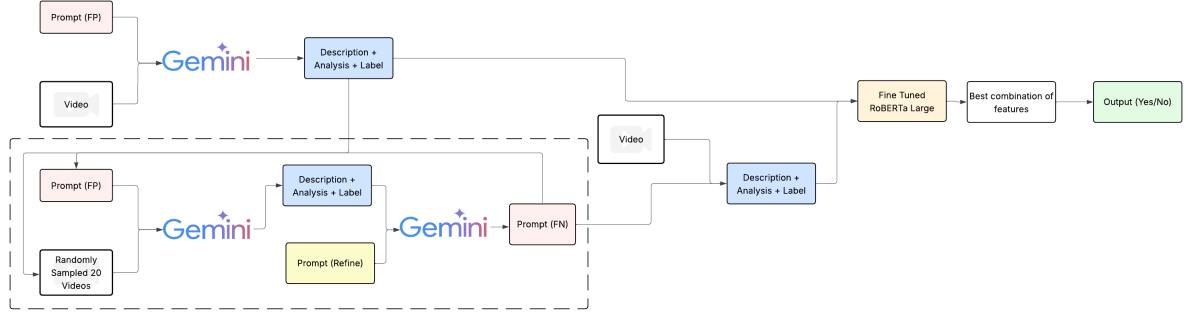 Prompt (FP)
Gemini
Description +
Analysis + Label
Video
Fine Tuned
RoBERTa Large
Best combination of
features
Output (Yes/No)
Video
Prompt (FP)
Gemini
Description +
Analysis + Label
Gemini
Prompt (FN)
Description +
Analysis + Label
Prompt (Refine)
Randomly
Sampled 20
Videos